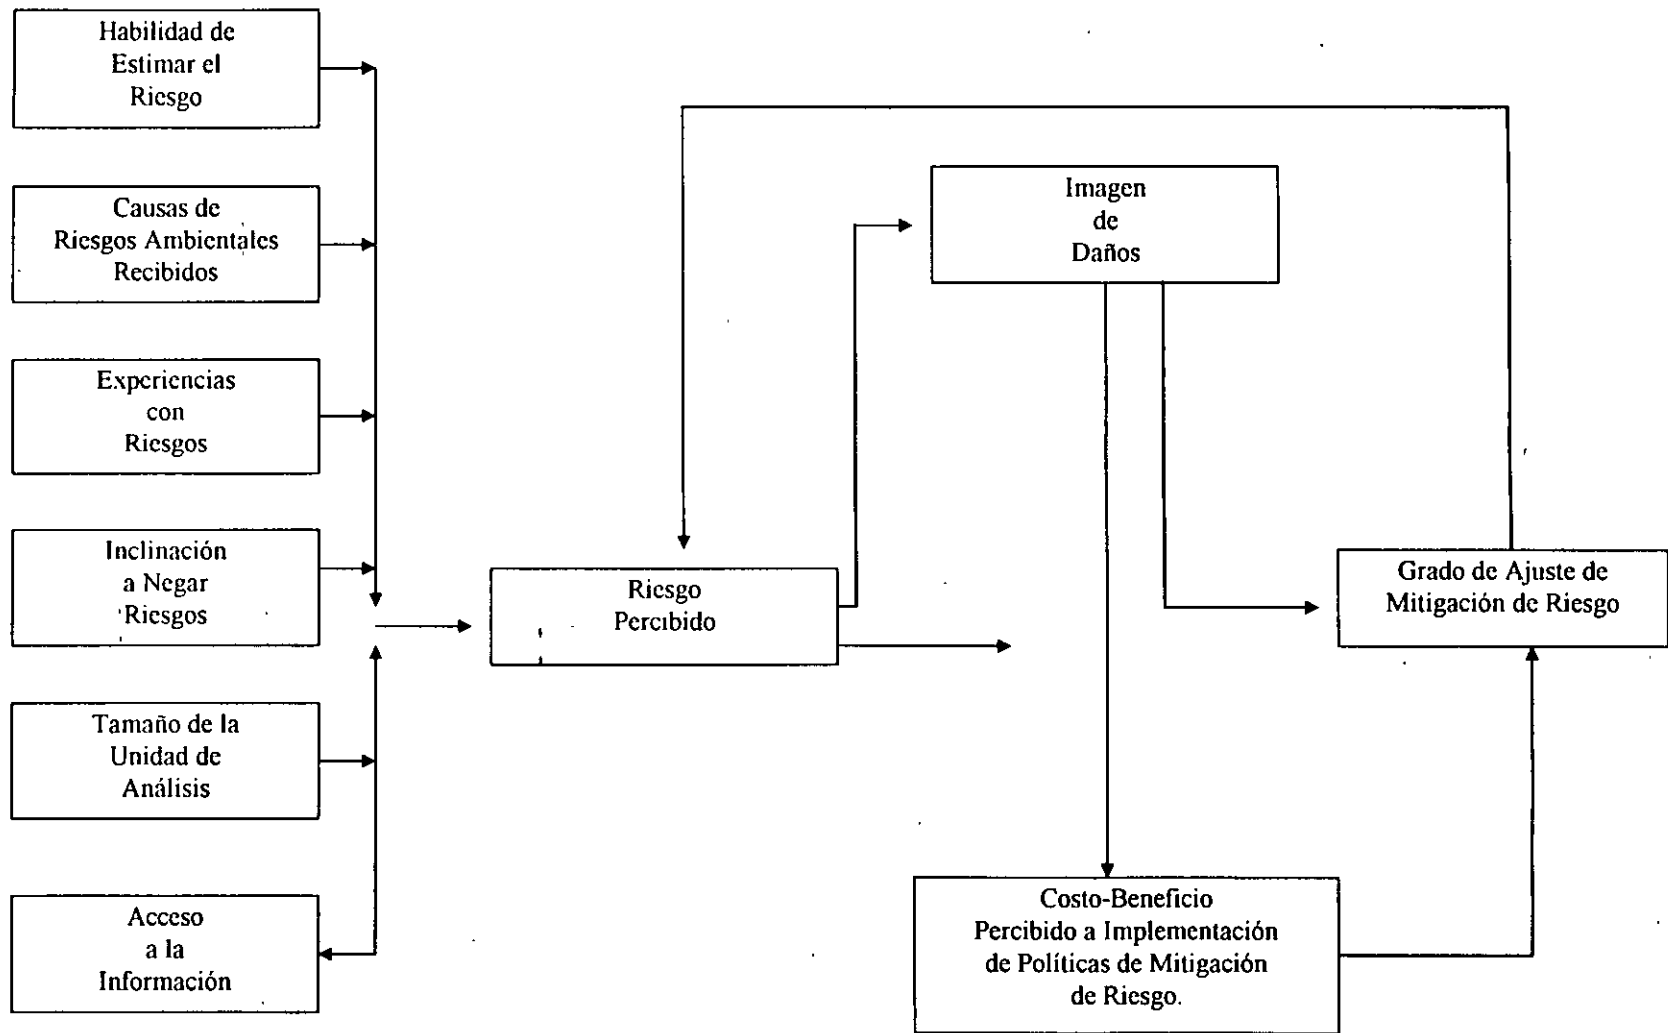 Habilidad de
Estimar el
Riesgo
Causas de
Riesgos Ambientales
Recibidos
Experiencias
con
Riesgos
Inclinación
a Negar
Riesgos
Tamaño de la
Unidad de
Análisis
Acceso
a la
Información
Riesgo
Percibido
Imagen
de
Daños
Grado de Ajuste de
Mitigación de Riesgo
Costo-Beneficio
Percibido a Implementación
de Políticas de Mitigación
de Riesgo.